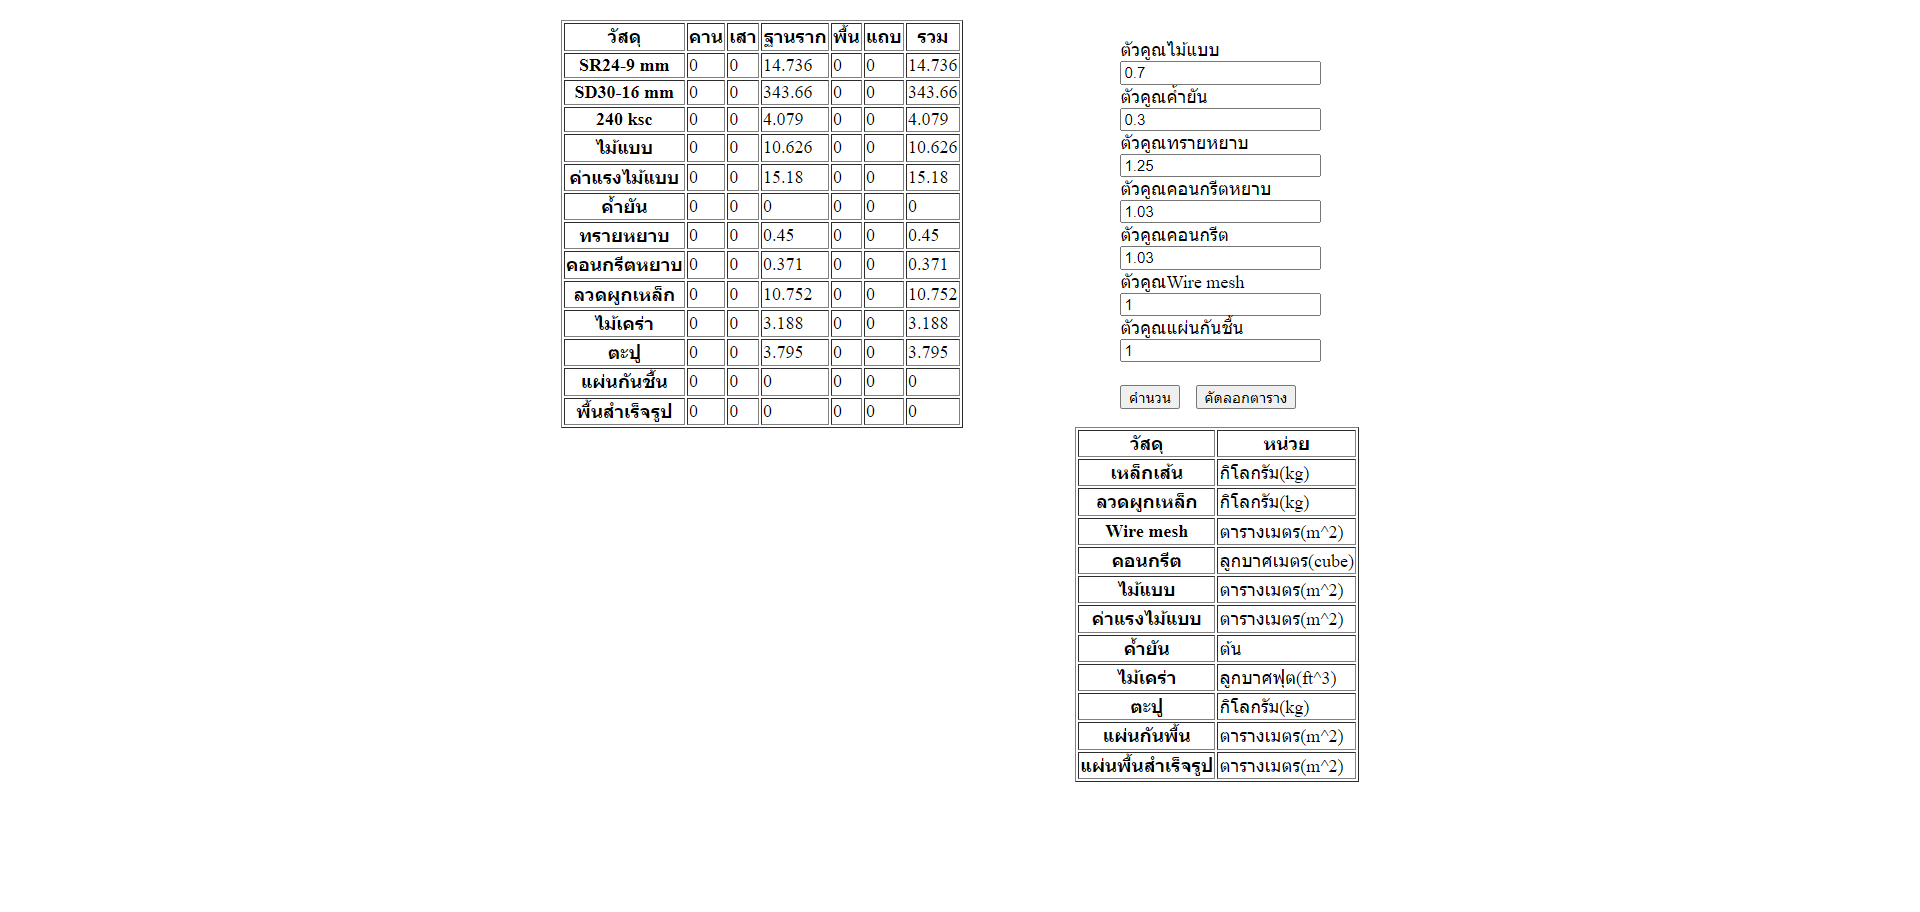 วัสดุ คาน เสา ฐานราก พื้น แถบ รวม
SR24-9 mm 0 0 14.736 0 0 14.736
SD30-16 mm 0 0 343.66 0 0 343.66
240 ksc 0 0 4.079 0 0 4.079
ไม้แบบ 0 0 10.626 0 0 10.626
ค่าแรงไม้แบบ 0 0 15.18 0 0 15.18
ค้ำยัน 0 0 0 0 0 0
ทรายหยาบ 0 0 0.45 0 0 0.45
คอนกรีตหยาบ 0 0 0.371 0 0 0.371
ลวดผูกเหล็ก 0 0 10.752 0 0 10.752
ไม้เคร่า 0 0 3.188 0 0 3.188
ตะปู 0 0 3.795 0 0 3.795
แผ่นกันชื้น 0 0 0 0 0 0
พื้นสำเร็จรูป 0 0 0 0 0 0
ตัวคูณไม้แบบ
0.7
ตัวคูณค้ำยัน
0.3
ตัวคูณทรายหยาบ
1.25
ตัวคูณคอนกรีตหยาบ
1.03
ตัวคูณคอนกรีต
1.03
ตัวคูณWire mesh
1
ตัวคูณแผ่นกันชื้น
1
คำนวน คัดลอกตาราง
วัสดุ หน่วย
เหล็กเส้น กิโลกรัม(kg)
ลวดผูกเหล็ก กิโลกรัม(kg)
Wire mesh ตารางเมตร(m^2)
คอนกรีต ลูกบาศเมตร(cube)
ไม้แบบ ตารางเมตร(m^2)
ค่าแรงไม้แบบ ตารางเมตร(m^2)
ค้ำยัน ต้น
ไม้เคร่า ลูกบาศฟุต(ft^3)
ตะปู กิโลกรัม(kg)
แผ่นกันพื้น ตารางเมตร(m^2)
แผ่นพื้นสำเร็จรูป ตารางเมตร(m^2)